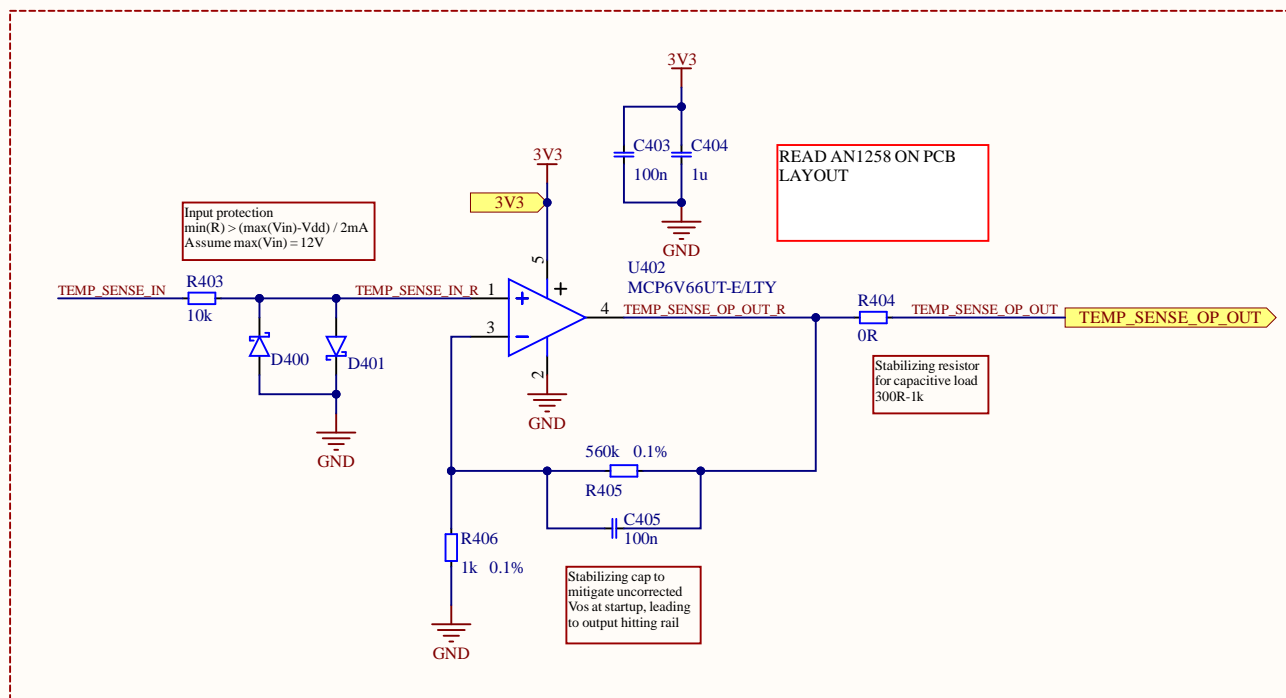 3V3
C403
C404
100n
1u
GND
READ AN1258 ON PCB
LAYOUT
3V3
3V3
Input protection
min(R) > (max(Vin)-Vdd) / 2mA
Assume max(Vin) = 12V
5
U402
MCP6V66UT-E/LTY
TEMP_SENSE_IN
R403
10k
TEMP_SENSE_IN_R
1
+
+
3
-
4
TEMP_SENSE_OP_OUT_R
R404
0R
TEMP_SENSE_OP_OUT
TEMP_SENSE_OP_OUT
D400
D401
2
GND
GND
Stabilizing resistor
for capacitive load
300R-1k
560k 0.1%
R405
C405
100n
R406
1k 0.1%
GND
Stabilizing cap to
mitigate uncorrected
Vos at startup, leading
to output hitting rail